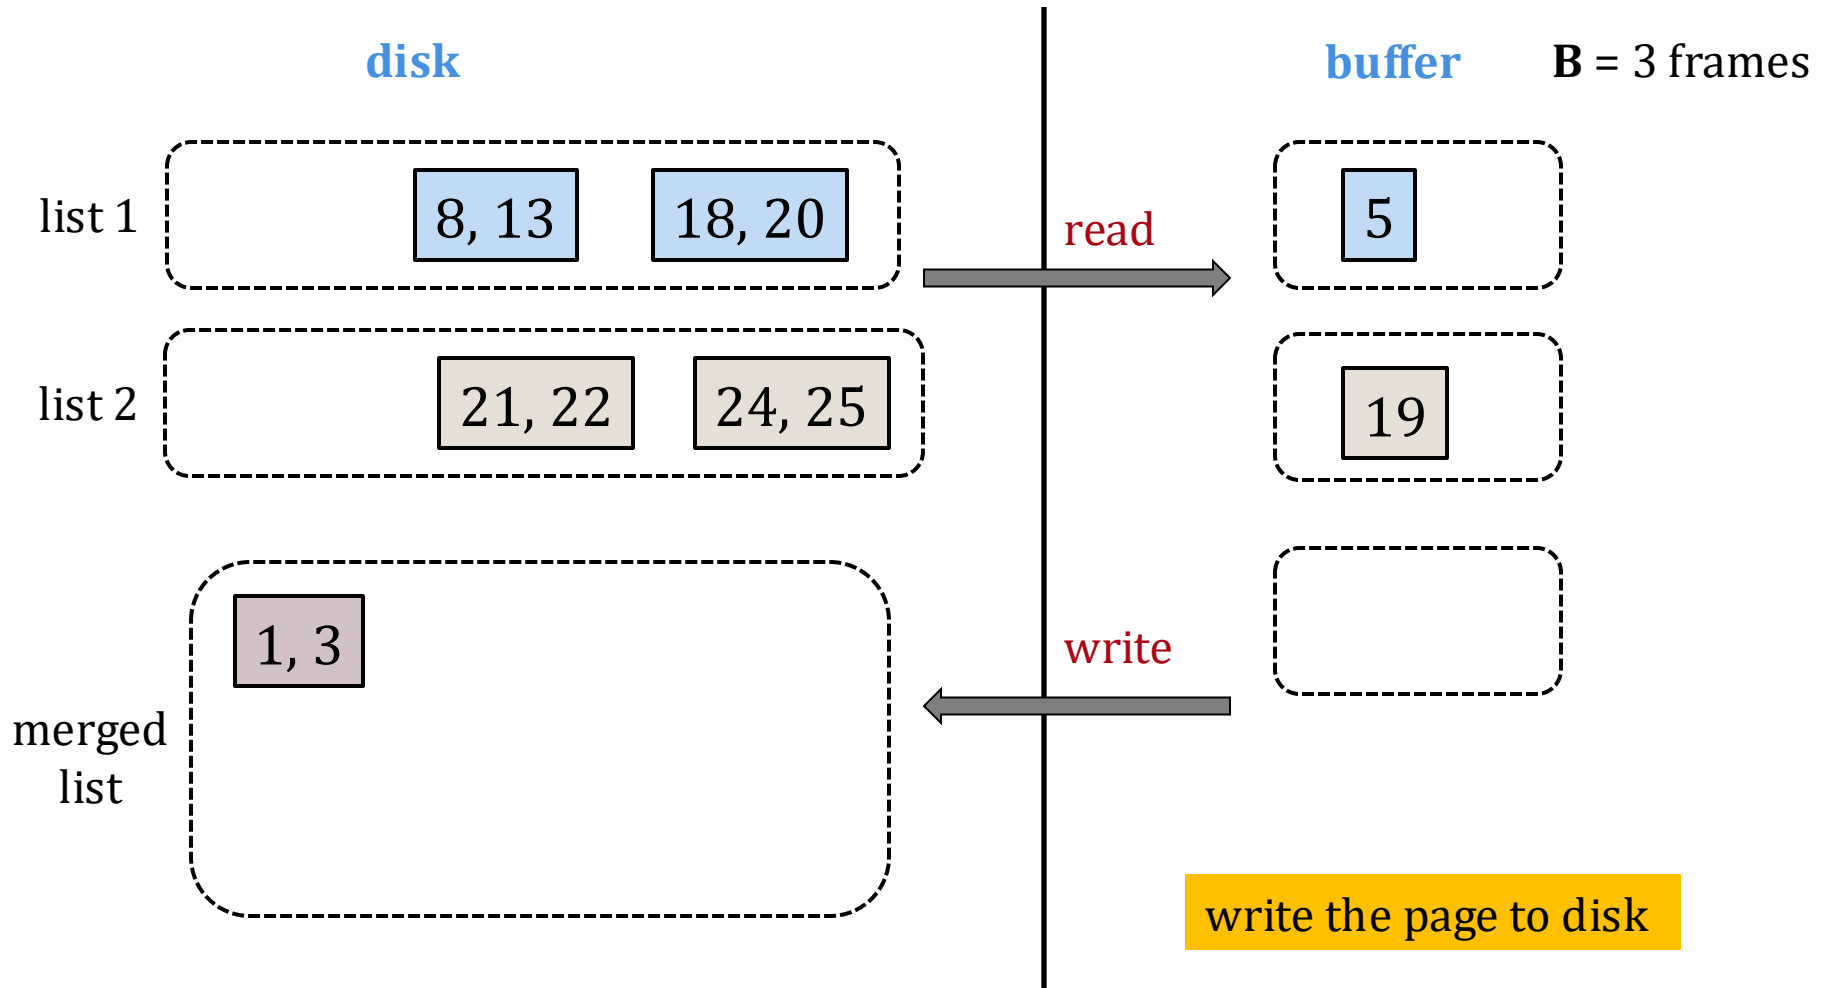 disk
buffer
B = 3 frames
list 1
8, 13
18, 20
read
5
list 2
21, 22
24, 25
19
1, 3
write
merged
list
write the page to disk